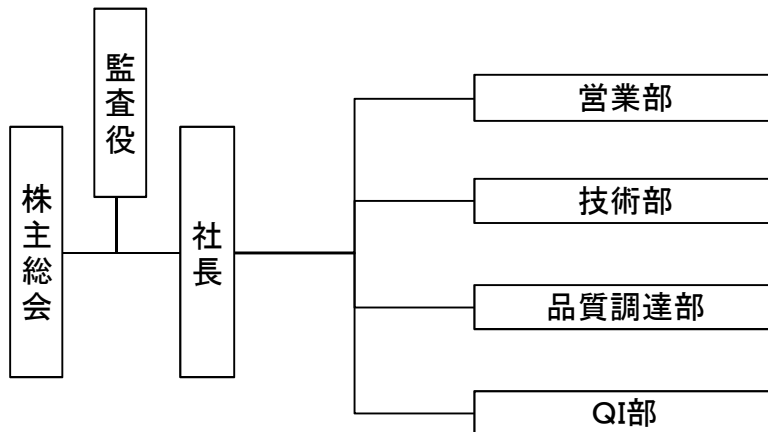 監査役
株主総会
社長
営業部
技術部
品質調達部
QI部